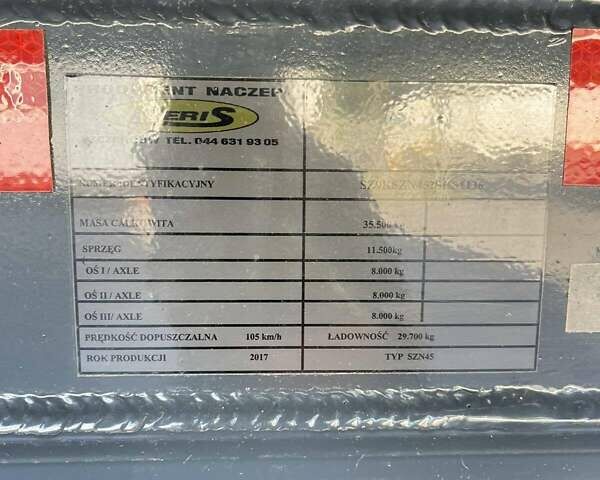 NACZEP
TEL. 044 631 93 05
MASA CAŁKOWITA 35.500 kg
SPRZĘG 11.500kg
OŚ I / AXLE 8.000 kg
OŚ II / AXLE 8.000 kg
OŚ III/ AXLE 8.000 kg
PRĘDKOŚĆ DOPUSZCZALNA 105 km/h ŁADOWNOŚĆ 29.700 kg
ROK PRODUKCJI 2017 TYP SZN45